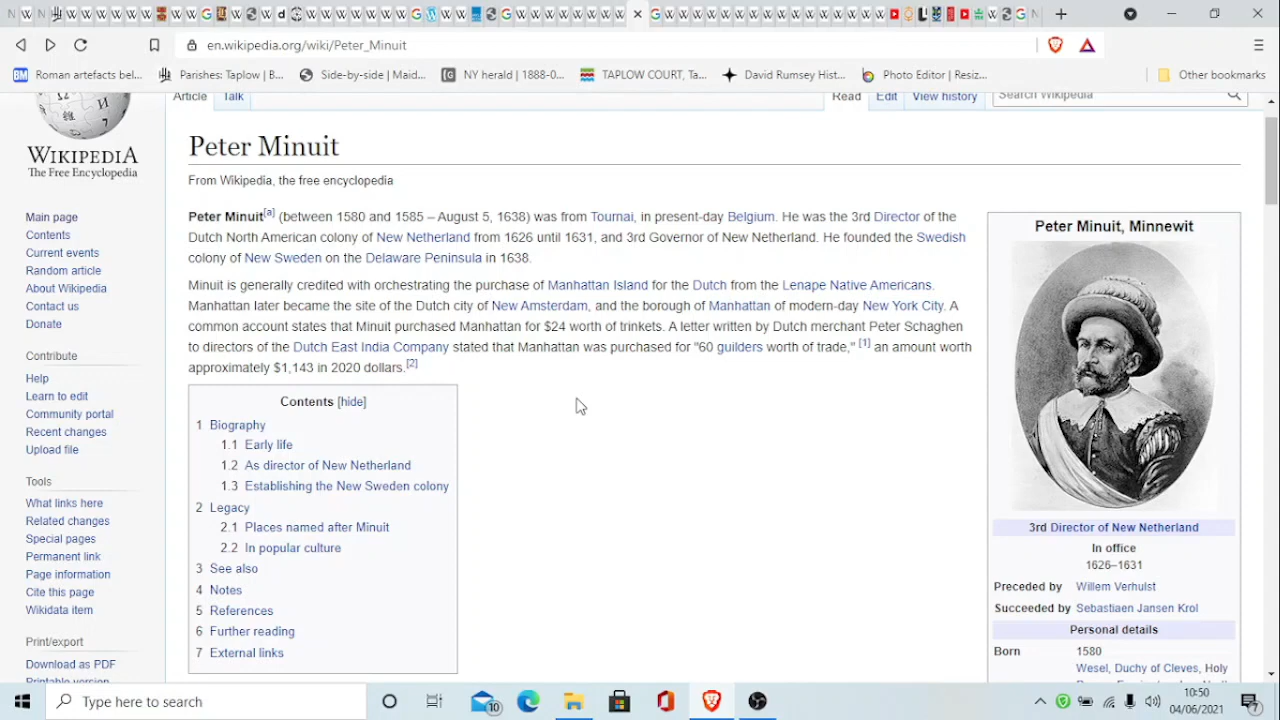 en.wikipedia.org/wiki/Peter_Minuit
Roman artefacts bel...
Parishes: Taplow | B...
Side-by-side | Maid...
NY herald | 1888-0...
TAPLOW COURT, Ta...
David Rumsey Hist...
Photo Editor | Resiz...
Other bookmarks
Article
Talk
Read
Edit
View history
Search Wikipedia
WIKIPEDIA
The Free Encyclopedia
Main page
Contents
Current events
Random article
About Wikipedia
Contact us
Donate
Contribute
Help
Learn to edit
Community portal
Recent changes
Upload file
Tools
What links here
Related changes
Special pages
Permanent link
Page information
Cite this page
Wikidata item
Print/export
Download as PDF
Printable version
Peter Minuit
From Wikipedia, the free encyclopedia
Peter Minuit[a] (between 1580 and 1585 – August 5, 1638) was from Tournai, in present-day Belgium. He was the 3rd Director of the
Dutch North American colony of New Netherland from 1626 until 1631, and 3rd Governor of New Netherland. He founded the Swedish
colony of New Sweden on the Delaware Peninsula in 1638.
Minuit is generally credited with orchestrating the purchase of Manhattan Island for the Dutch from the Lenape Native Americans.
Manhattan later became the site of the Dutch city of New Amsterdam, and the borough of Manhattan of modern-day New York City. A
common account states that Minuit purchased Manhattan for $24 worth of trinkets. A letter written by Dutch merchant Peter Schaghen
to directors of the Dutch East India Company stated that Manhattan was purchased for "60 guilders worth of trade," [1] an amount worth
approximately $1,143 in 2020 dollars.[2]
Contents [hide]
1 Biography
1.1 Early life
1.2 As director of New Netherland
1.3 Establishing the New Sweden colony
2 Legacy
2.1 Places named after Minuit
2.2 In popular culture
3 See also
4 Notes
5 References
6 Further reading
7 External links
Peter Minuit, Minnewit
3rd Director of New Netherland
In office
1626–1631
Preceded by Willem Verhulst
Succeeded by Sebastiaen Jansen Krol
Personal details
Born 1580
Wesel, Duchy of Cleves, Holy
Type here to search
10
10:50
04/06/2021
7